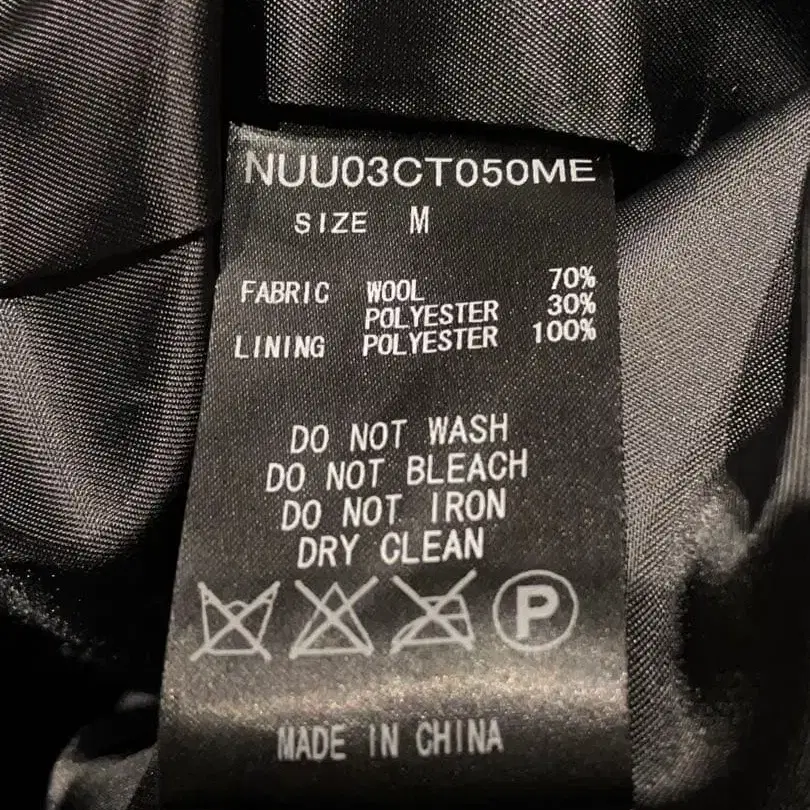 NUU03CT050ME
SIZE M
FABRIC WOOL 70%
POLYESTER 30%
LINING POLYESTER 100%
DO NOT WASH
DO NOT BLEACH
DO NOT IRON
DRY CLEAN
P
MADE IN CHINA